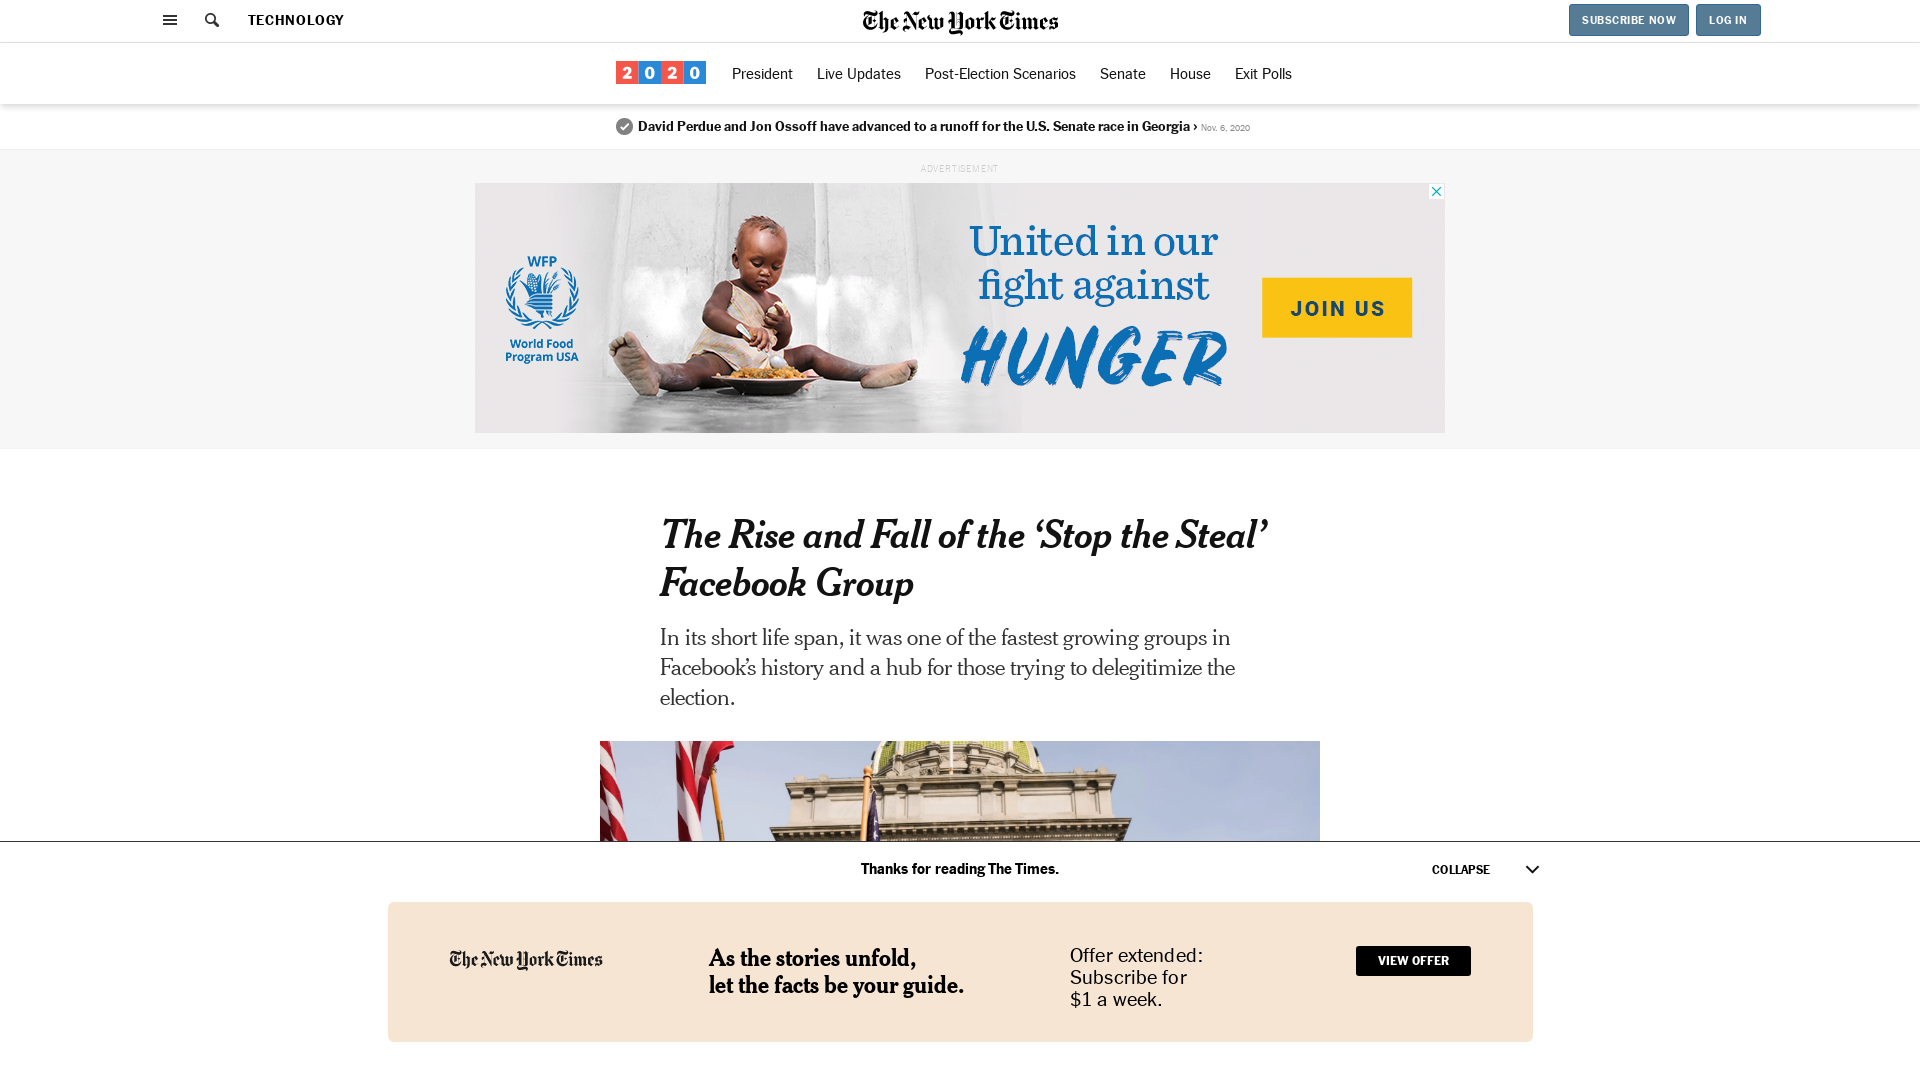 TECHNOLOGY
The New York Times
SUBSCRIBE NOW
LOG IN
2020
President
Live Updates
Post-Election Scenarios
Senate
House
Exit Polls
David Perdue and Jon Ossoff have advanced to a runoff for the U.S. Senate race in Georgia › Nov. 6, 2020
ADVERTISEMENT
WFP
World Food
Program USA
United in our
fight against
HUNGER
JOIN US
The Rise and Fall of the ‘Stop the Steal’
Facebook Group
In its short life span, it was one of the fastest growing groups in
Facebook’s history and a hub for those trying to delegitimize the
election.
Thanks for reading The Times.
COLLAPSE
The New York Times
As the stories unfold,
let the facts be your guide.
Offer extended:
Subscribe for
$1 a week.
VIEW OFFER